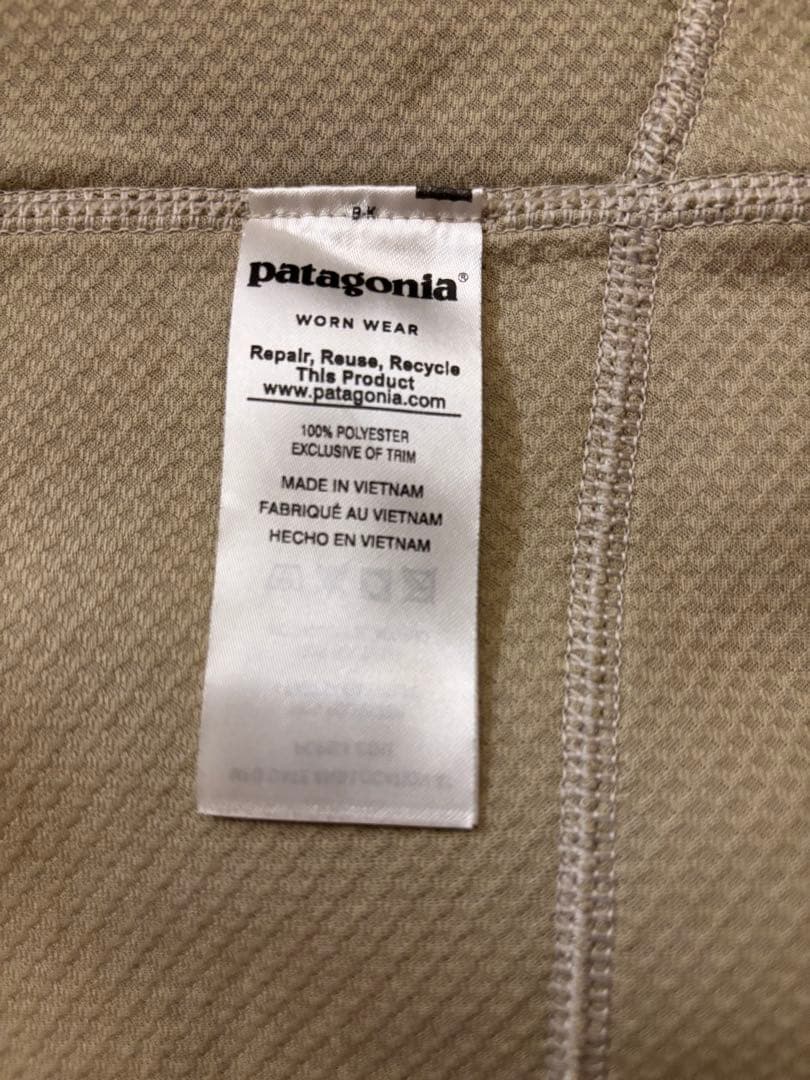 B-K
patagonia®
WORN WEAR
Repair, Reuse, Recycle
This Product
www.patagonia.com
100% POLYESTER
EXCLUSIVE OF TRIM
MADE IN VIETNAM
FABRIQUÉ AU VIETNAM
HECHO EN VIETNAM